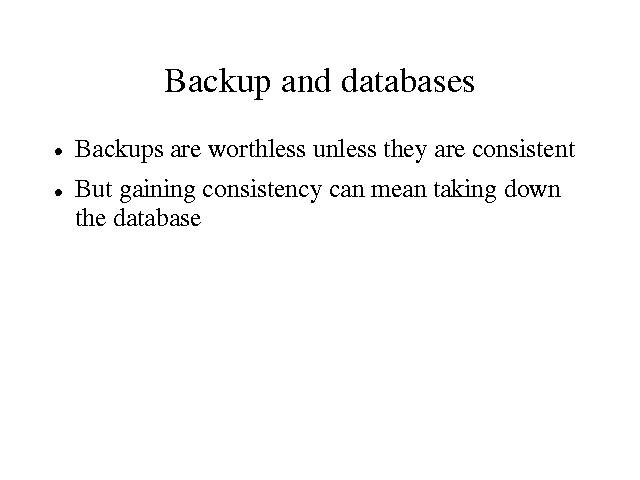 Backup and databases
• Backups are worthless unless they are consistent
• But gaining consistency can mean taking down
the database